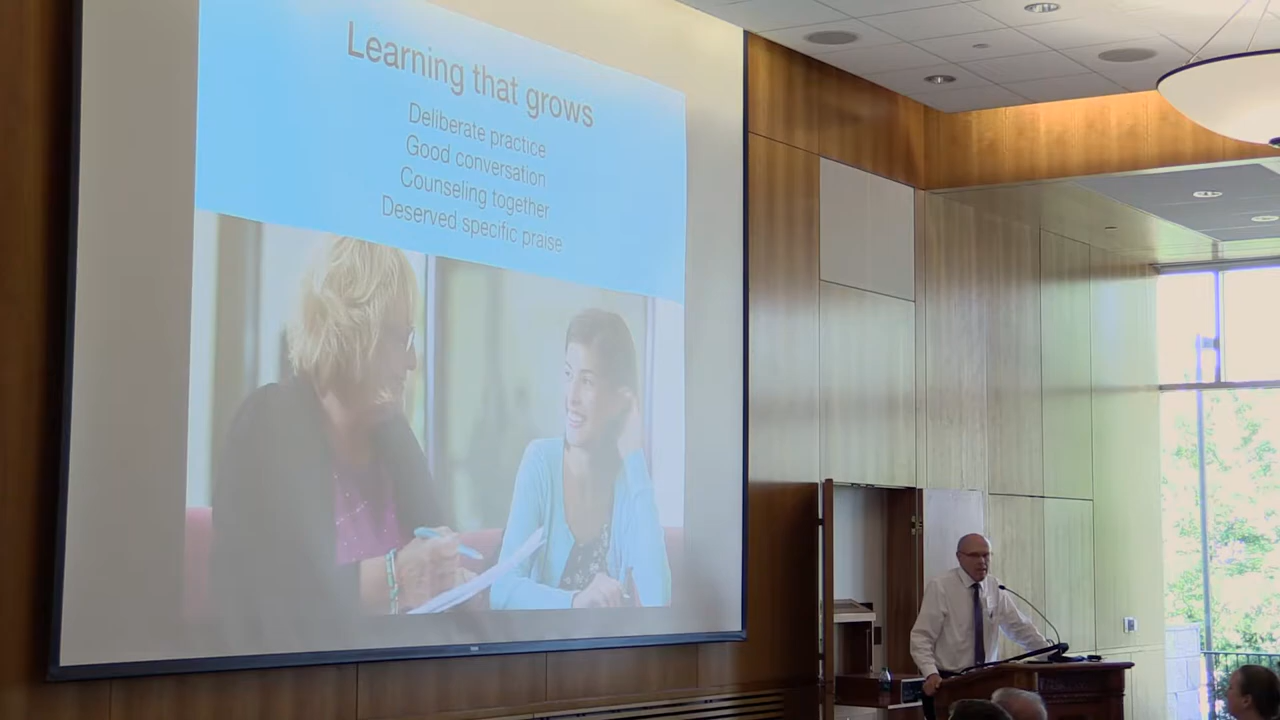 Learning that grows
Deliberate practice
Good conversation
Counseling together
Deserved specific praise